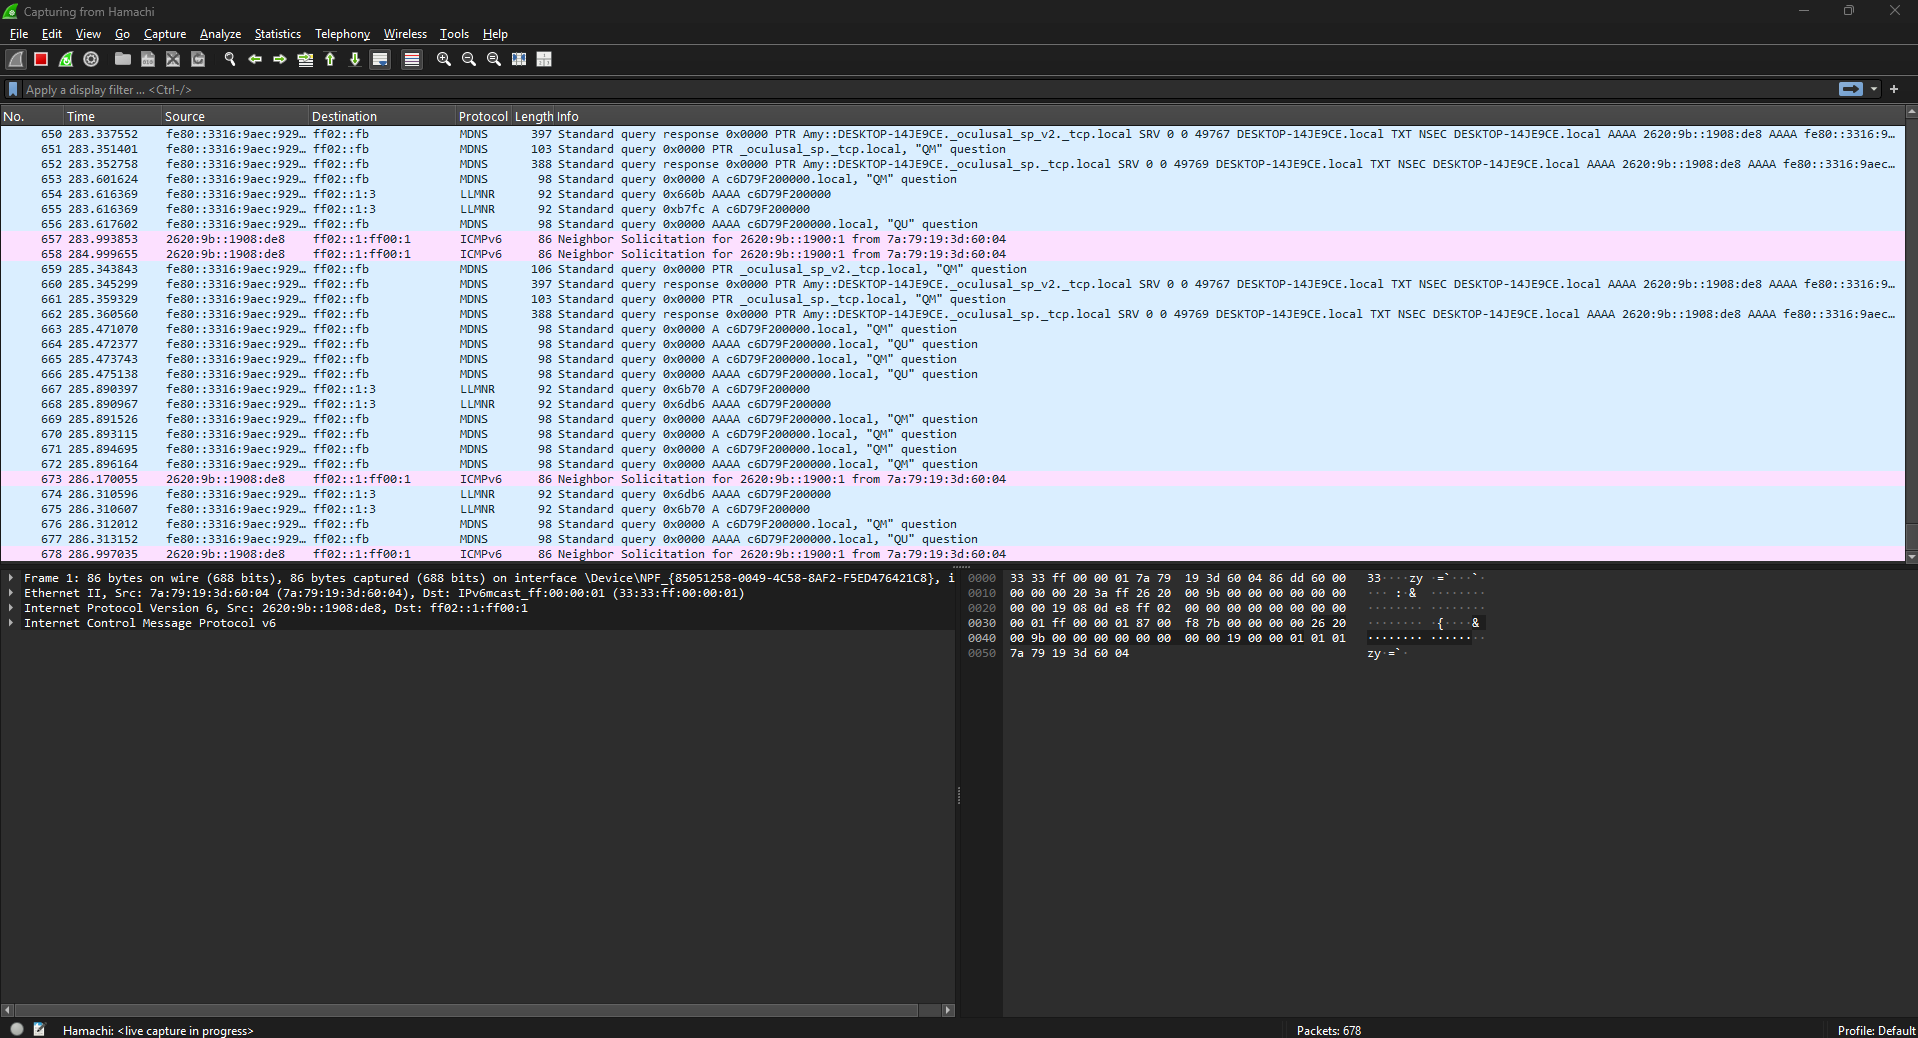 Capturing from Hamachi
File Edit View Go Capture Analyze Statistics Telephony Wireless Tools Help
Apply a display filter ... <Ctrl-/>
No. Time Source Destination Protocol Length Info
650 283.337552 fe80::3316:9aec:929… ff02::fb MDNS 397 Standard query response 0x0000 PTR Amy::DESKTOP-14JE9CE._oculusal_sp_v2._tcp.local SRV 0 0 49767 DESKTOP-14JE9CE.local TXT NSEC DESKTOP-14JE9CE.local AAAA 2620:9b::1908:de8 AAAA fe80::3316:9…
651 283.351401 fe80::3316:9aec:929… ff02::fb MDNS 103 Standard query 0x0000 PTR _oculusal_sp._tcp.local, "QM" question
652 283.352758 fe80::3316:9aec:929… ff02::fb MDNS 388 Standard query response 0x0000 PTR Amy::DESKTOP-14JE9CE._oculusal_sp._tcp.local SRV 0 0 49769 DESKTOP-14JE9CE.local TXT NSEC DESKTOP-14JE9CE.local AAAA 2620:9b::1908:de8 AAAA fe80::3316:9aec…
653 283.601624 fe80::3316:9aec:929… ff02::fb MDNS 98 Standard query 0x0000 A c6D79F200000.local, "QM" question
654 283.616369 fe80::3316:9aec:929… ff02::1:3 LLMNR 92 Standard query 0x660b AAAA c6D79F200000
655 283.616369 fe80::3316:9aec:929… ff02::1:3 LLMNR 92 Standard query 0xb7fc A c6D79F200000
656 283.617602 fe80::3316:9aec:929… ff02::fb MDNS 98 Standard query 0x0000 AAAA c6D79F200000.local, "QU" question
657 283.993853 2620:9b::1908:de8 ff02::1:ff00:1 ICMPv6 86 Neighbor Solicitation for 2620:9b::1900:1 from 7a:79:19:3d:60:04
658 284.999655 2620:9b::1908:de8 ff02::1:ff00:1 ICMPv6 86 Neighbor Solicitation for 2620:9b::1900:1 from 7a:79:19:3d:60:04
659 285.343843 fe80::3316:9aec:929… ff02::fb MDNS 106 Standard query 0x0000 PTR _oculusal_sp_v2._tcp.local, "QM" question
660 285.345299 fe80::3316:9aec:929… ff02::fb MDNS 397 Standard query response 0x0000 PTR Amy::DESKTOP-14JE9CE._oculusal_sp_v2._tcp.local SRV 0 0 49767 DESKTOP-14JE9CE.local TXT NSEC DESKTOP-14JE9CE.local AAAA 2620:9b::1908:de8 AAAA fe80::3316:9…
661 285.359329 fe80::3316:9aec:929… ff02::fb MDNS 103 Standard query 0x0000 PTR _oculusal_sp._tcp.local, "QM" question
662 285.360560 fe80::3316:9aec:929… ff02::fb MDNS 388 Standard query response 0x0000 PTR Amy::DESKTOP-14JE9CE._oculusal_sp._tcp.local SRV 0 0 49769 DESKTOP-14JE9CE.local TXT NSEC DESKTOP-14JE9CE.local AAAA 2620:9b::1908:de8 AAAA fe80::3316:9aec…
663 285.471070 fe80::3316:9aec:929… ff02::fb MDNS 98 Standard query 0x0000 A c6D79F200000.local, "QM" question
664 285.472377 fe80::3316:9aec:929… ff02::fb MDNS 98 Standard query 0x0000 AAAA c6D79F200000.local, "QU" question
665 285.473743 fe80::3316:9aec:929… ff02::fb MDNS 98 Standard query 0x0000 A c6D79F200000.local, "QM" question
666 285.475138 fe80::3316:9aec:929… ff02::fb MDNS 98 Standard query 0x0000 AAAA c6D79F200000.local, "QU" question
667 285.890397 fe80::3316:9aec:929… ff02::1:3 LLMNR 92 Standard query 0x6b70 A c6D79F200000
668 285.890967 fe80::3316:9aec:929… ff02::1:3 LLMNR 92 Standard query 0x6db6 AAAA c6D79F200000
669 285.891526 fe80::3316:9aec:929… ff02::fb MDNS 98 Standard query 0x0000 AAAA c6D79F200000.local, "QM" question
670 285.893115 fe80::3316:9aec:929… ff02::fb MDNS 98 Standard query 0x0000 A c6D79F200000.local, "QM" question
671 285.894695 fe80::3316:9aec:929… ff02::fb MDNS 98 Standard query 0x0000 A c6D79F200000.local, "QM" question
672 285.896164 fe80::3316:9aec:929… ff02::fb MDNS 98 Standard query 0x0000 AAAA c6D79F200000.local, "QM" question
673 286.170055 2620:9b::1908:de8 ff02::1:ff00:1 ICMPv6 86 Neighbor Solicitation for 2620:9b::1900:1 from 7a:79:19:3d:60:04
674 286.310596 fe80::3316:9aec:929… ff02::1:3 LLMNR 92 Standard query 0x6db6 AAAA c6D79F200000
675 286.310607 fe80::3316:9aec:929… ff02::1:3 LLMNR 92 Standard query 0x6b70 A c6D79F200000
676 286.312012 fe80::3316:9aec:929… ff02::fb MDNS 98 Standard query 0x0000 A c6D79F200000.local, "QM" question
677 286.313152 fe80::3316:9aec:929… ff02::fb MDNS 98 Standard query 0x0000 AAAA c6D79F200000.local, "QU" question
678 286.997035 2620:9b::1908:de8 ff02::1:ff00:1 ICMPv6 86 Neighbor Solicitation for 2620:9b::1900:1 from 7a:79:19:3d:60:04
Frame 1: 86 bytes on wire (688 bits), 86 bytes captured (688 bits) on interface \Device\NPF_{85051258-0049-4C58-8AF2-F5ED476421C8}, i
Ethernet II, Src: 7a:79:19:3d:60:04 (7a:79:19:3d:60:04), Dst: IPv6mcast_ff:00:00:01 (33:33:ff:00:00:01)
Internet Protocol Version 6, Src: 2620:9b::1908:de8, Dst: ff02::1:ff00:1
Internet Control Message Protocol v6
0000 33 33 ff 00 00 01 7a 79 19 3d 60 04 86 dd 60 00 33····zy ·=`···`·
0010 00 00 00 20 3a ff 26 20 00 9b 00 00 00 00 00 00 ··· :·& ········
0020 00 00 19 08 0d e8 ff 02 00 00 00 00 00 00 00 00 ········ ········
0030 00 01 ff 00 00 01 87 00 f8 7b 00 00 00 00 26 20 ········ ·{····& 
0040 00 9b 00 00 00 00 00 00 00 00 19 00 00 01 01 01 ········ ········
0050 7a 79 19 3d 60 04 zy·=`·
Hamachi: <live capture in progress>
Packets: 678
Profile: Default